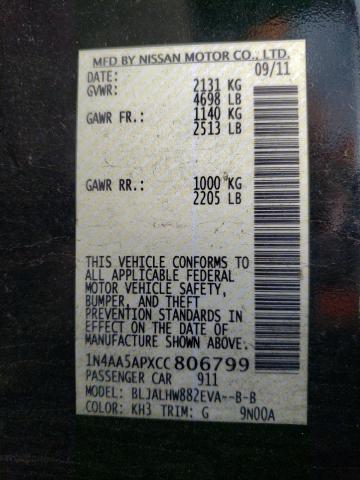 MFD BY NISSAN MOTOR CO., LTD.
DATE: 09/11
GVWR: 2131 KG
4698 LB
GAWR FR.: 1140 KG
2513 LB
GAWR RR.: 1000 KG
2205 LB
THIS VEHICLE CONFORMS TO
ALL APPLICABLE FEDERAL
MOTOR VEHICLE SAFETY,
BUMPER, AND THEFT
PREVENTION STANDARDS IN
EFFECT ON THE DATE OF
MANUFACTURE SHOWN ABOVE.
1N4AA5APXCC806799
PASSENGER CAR 911
MODEL: BLJALHW882EVA--B-B
COLOR: KH3 TRIM: G 9N00A